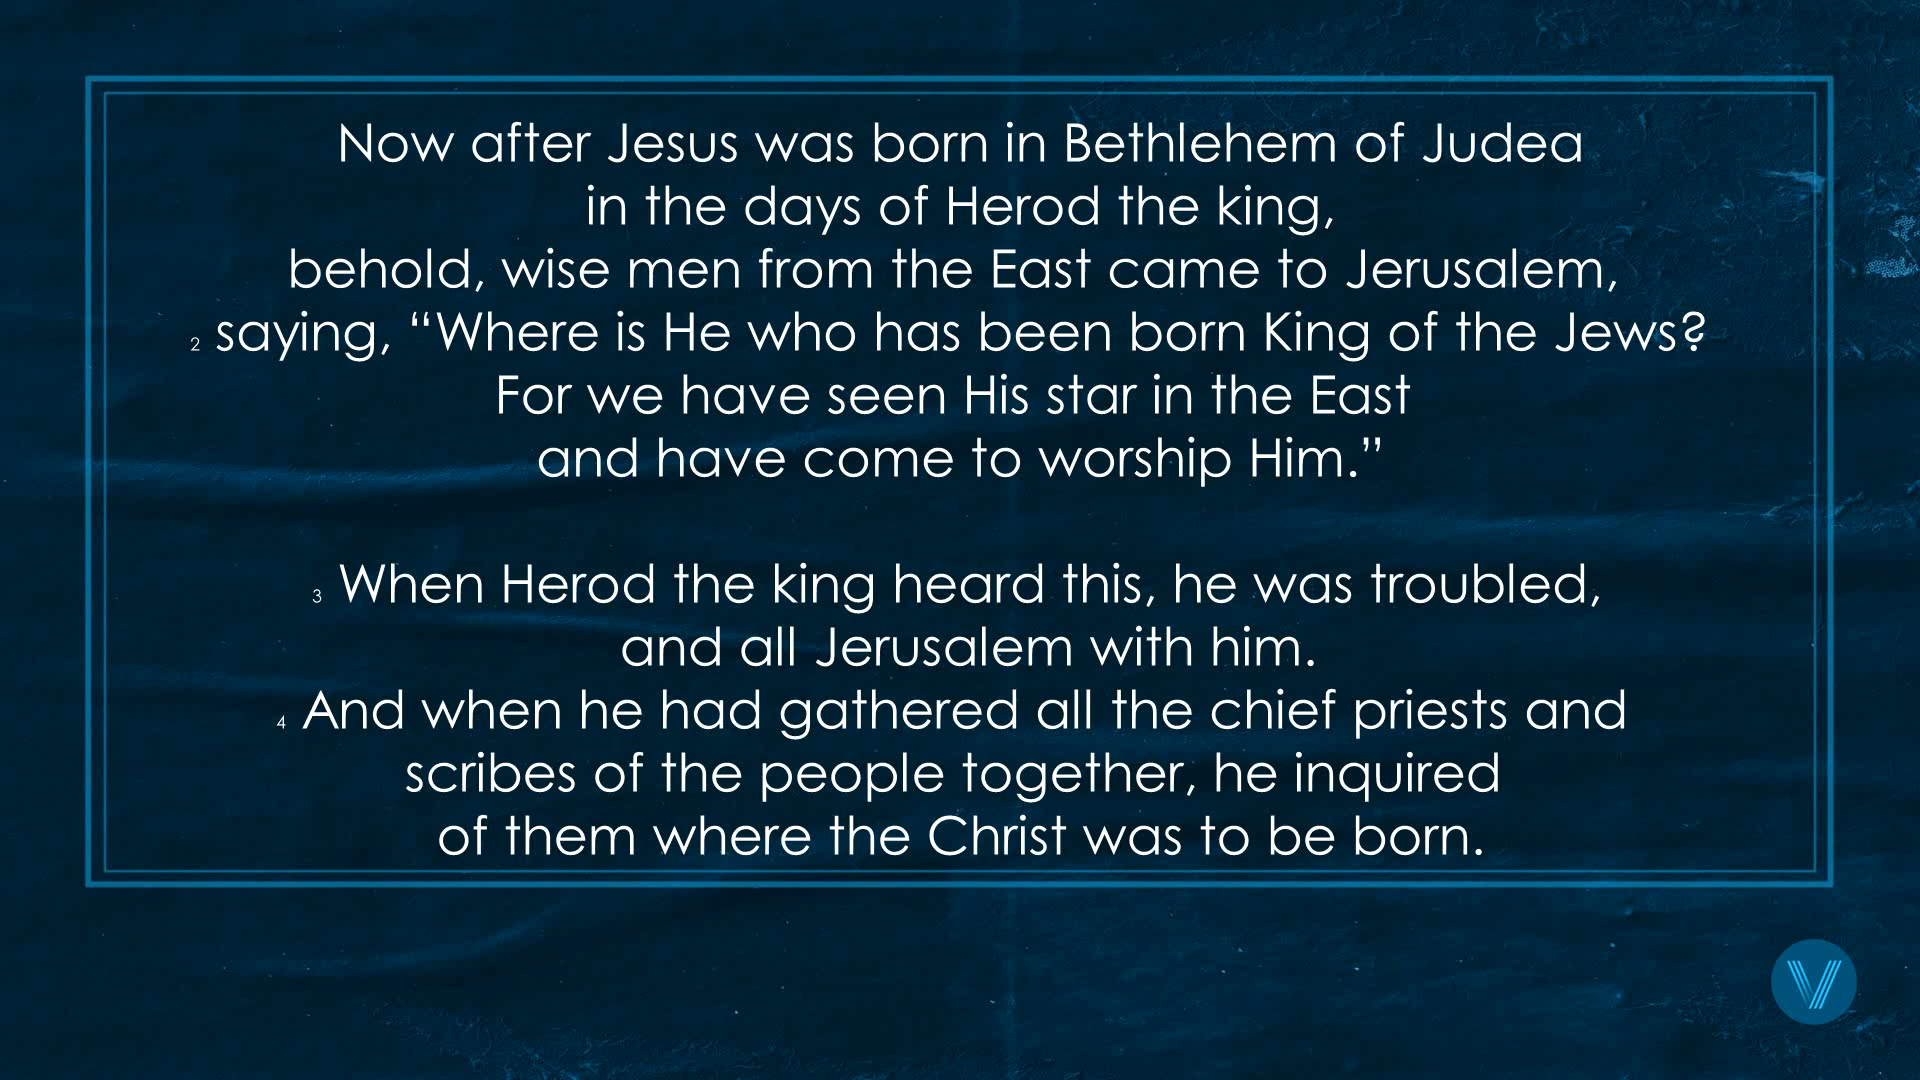 Now after Jesus was born in Bethlehem of Judea
in the days of Herod the king,
behold, wise men from the East came to Jerusalem,
2 saying, “Where is He who has been born King of the Jews?
For we have seen His star in the East
and have come to worship Him.”
3 When Herod the king heard this, he was troubled,
and all Jerusalem with him.
4 And when he had gathered all the chief priests and
scribes of the people together, he inquired
of them where the Christ was to be born.
V